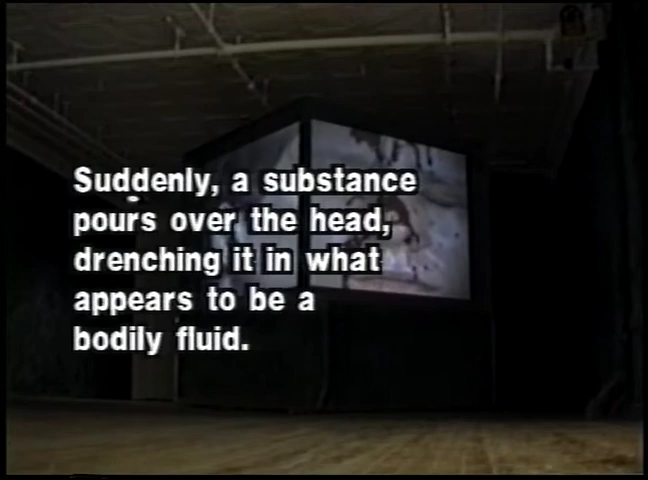 Suddenly, a substance
pours over the head,
drenching it in what
appears to be a
bodily fluid.